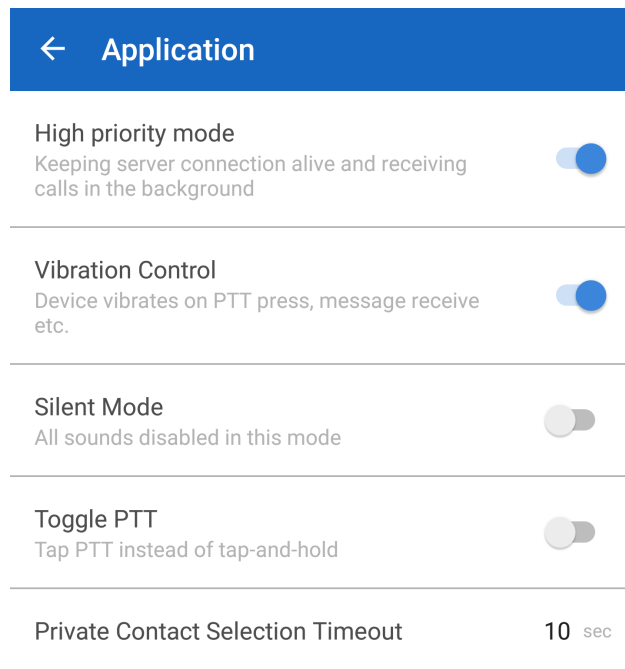 Application
High priority mode
Keeping server connection alive and receiving
calls in the background
Vibration Control
Device vibrates on PTT press, message receive
etc.
Silent Mode
All sounds disabled in this mode
Toggle PTT
Tap PTT instead of tap-and-hold
Private Contact Selection Timeout 10 sec